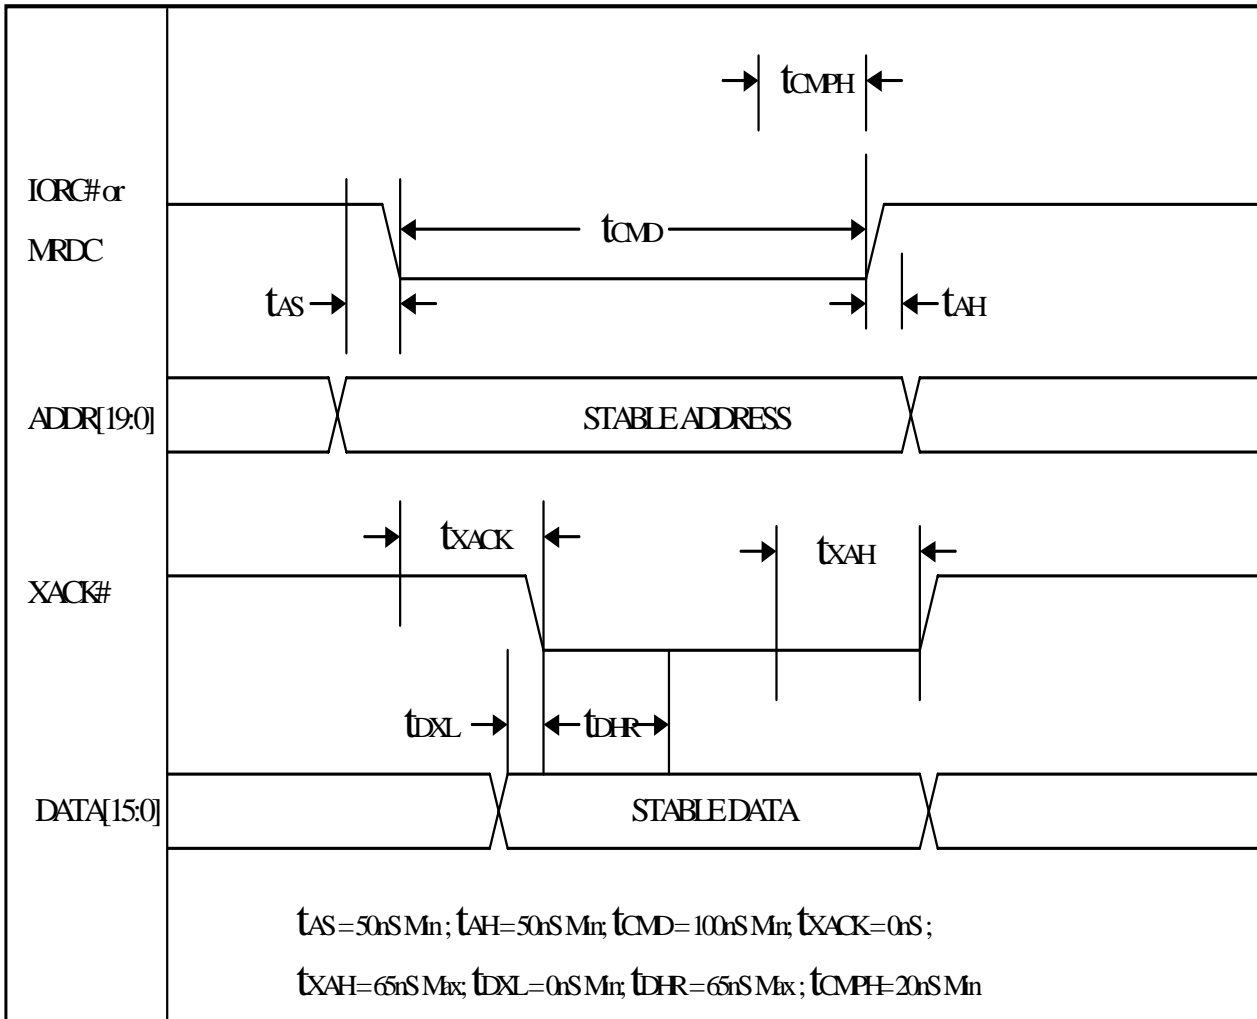 tCMPH
IORC# or
MRDC
tCMD
tAS
tAH
ADDR[19:0]
STABLE ADDRESS
tXACK
tXAH
XACK#
tDXL
tDHR
DATA[15:0]
STABLE DATA
tAS=50nS Min; tAH=50nS Min; tCMD=100nS Min; tXACK=0nS;
tXAH=65nS Max; tDXL=0nS Min; tDHR=65nS Max; tCMPH=20nS Min